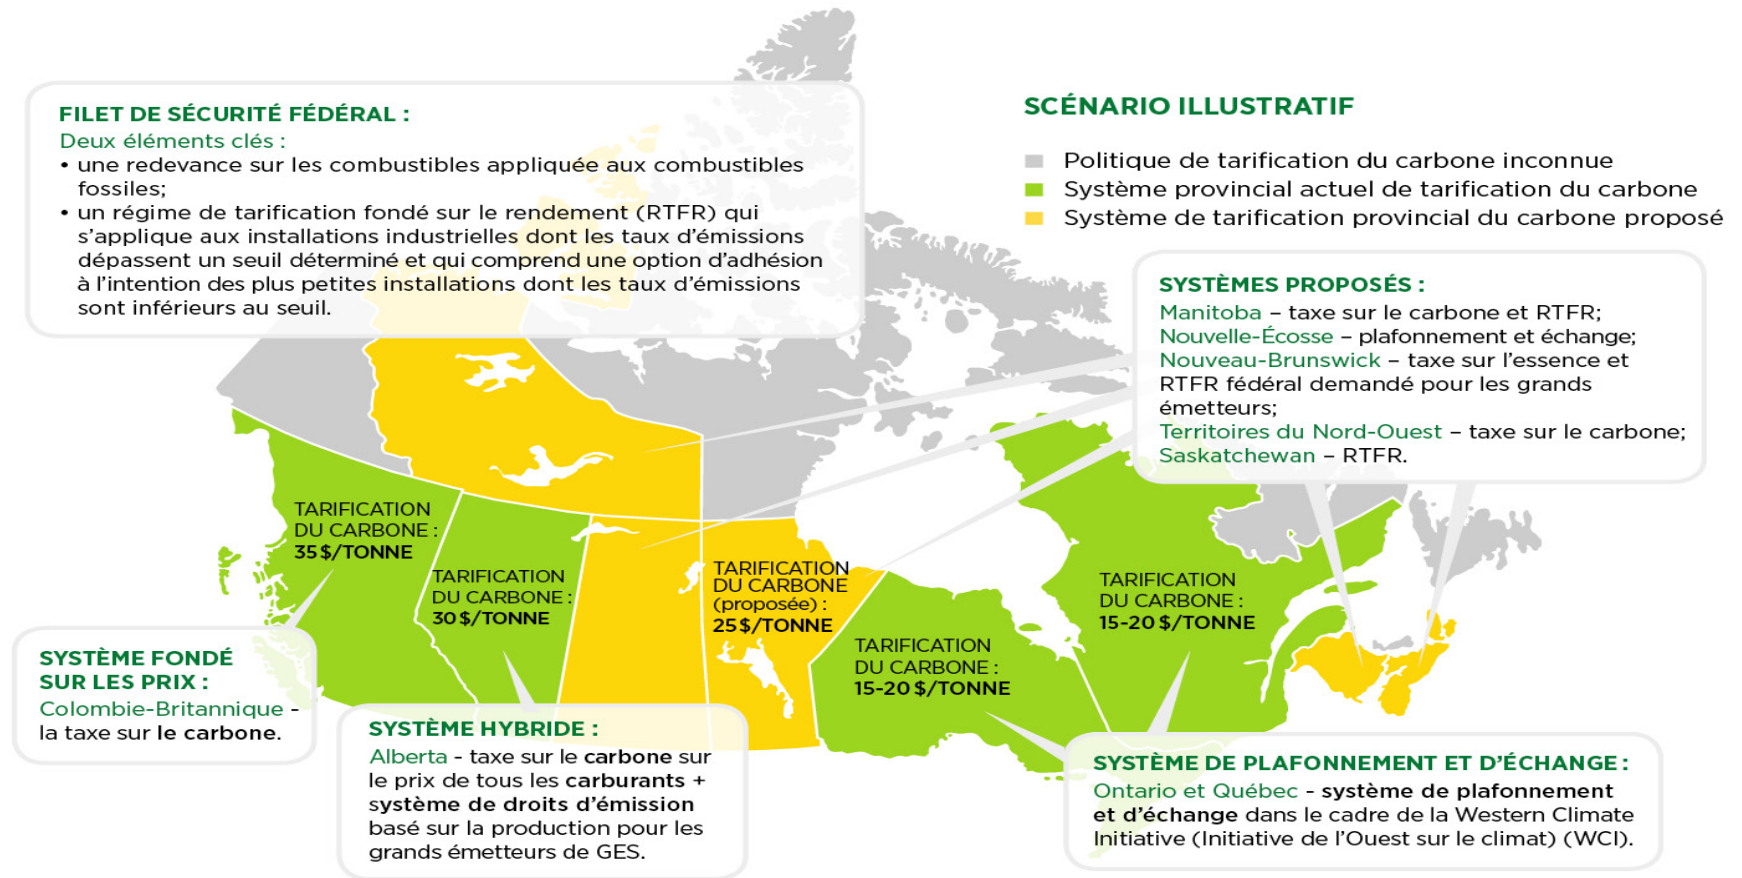 FILET DE SÉCURITÉ FÉDÉRAL :
Deux éléments clés :
• une redevance sur les combustibles appliquée aux combustibles
fossiles;
• un régime de tarification fondé sur le rendement (RTFR) qui
s’applique aux installations industrielles dont les taux d’émissions
dépassent un seuil déterminé et qui comprend une option d’adhésion
à l’intention des plus petites installations dont les taux d’émissions
sont inférieurs au seuil.
SCÉNARIO ILLUSTRATIF
Politique de tarification du carbone inconnue
Système provincial actuel de tarification du carbone
Système de tarification provincial du carbone proposé
SYSTÈMES PROPOSÉS :
Manitoba – taxe sur le carbone et RTFR;
Nouvelle-Écosse – plafonnement et échange;
Nouveau-Brunswick – taxe sur l’essence et
RTFR fédéral demandé pour les grands
émetteurs;
Territoires du Nord-Ouest – taxe sur le carbone;
Saskatchewan – RTFR.
TARIFICATION
DU CARBONE :
35 $/TONNE
TARIFICATION
DU CARBONE :
30 $/TONNE
TARIFICATION
DU CARBONE
(proposée) :
25 $/TONNE
TARIFICATION
DU CARBONE :
15-20 $/TONNE
TARIFICATION
DU CARBONE :
15-20 $/TONNE
SYSTÈME FONDÉ
SUR LES PRIX :
Colombie-Britannique -
la taxe sur le carbone.
SYSTÈME HYBRIDE :
Alberta - taxe sur le carbone sur
le prix de tous les carburants +
système de droits d’émission
basé sur la production pour les
grands émetteurs de GES.
SYSTÈME DE PLAFONNEMENT ET D’ÉCHANGE :
Ontario et Québec - système de plafonnement
et d’échange dans le cadre de la Western Climate
Initiative (Initiative de l’Ouest sur le climat) (WCI).